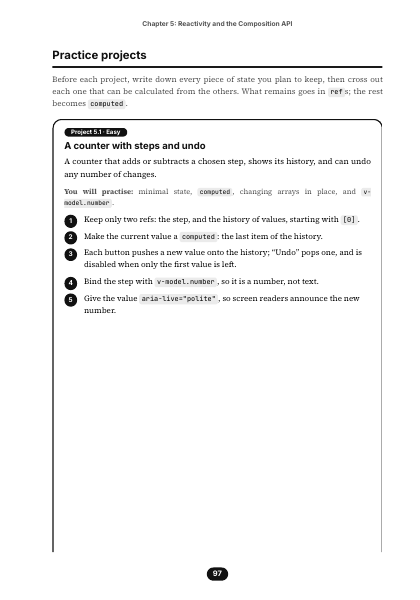 Chapter 5: Reactivity and the Composition API
Practice projects
Before each project, write down every piece of state you plan to keep, then cross out
each one that can be calculated from the others. What remains goes in refs; the rest
becomes computed.
Project 5.1 · Easy
A counter with steps and undo
A counter that adds or subtracts a chosen step, shows its history, and can undo
any number of changes.
You will practise: minimal state, computed, changing arrays in place, and v-
model.number.
1 Keep only two refs: the step, and the history of values, starting with [0].
2 Make the current value a computed: the last item of the history.
3 Each button pushes a new value onto the history; “Undo” pops one, and is
disabled when only the first value is left.
4 Bind the step with v-model.number, so it is a number, not text.
5 Give the value aria-live="polite", so screen readers announce the new
number.
97